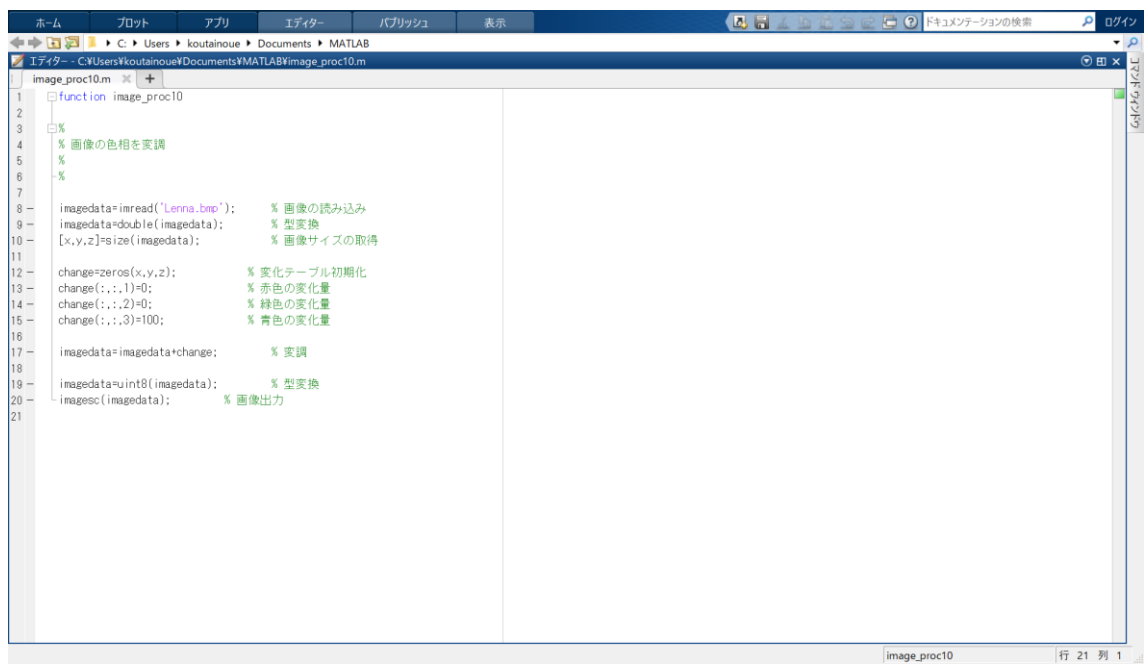 ホーム プロット アプリ エディター パブリッシュ 表示 ドキュメンテーションの検索 ログイン
C: Users koutainoue Documents MATLAB
エディター - C:¥Users¥koutainoue¥Documents¥MATLAB¥image_proc10.m
コマンド ウィンドウ
image_proc10.m
1 function image_proc10
2
3 %
4 % 画像の色相を変調
5 %
6 %
7
8 imagedata=imread('Lenna.bmp'); % 画像の読み込み
9 imagedata=double(imagedata); % 型変換
10 [x,y,z]=size(imagedata); % 画像サイズの取得
11
12 change=zeros(x,y,z); % 変化テーブル初期化
13 change(:,:,1)=0; % 赤色の変化量
14 change(:,:,2)=0; % 緑色の変化量
15 change(:,:,3)=100; % 青色の変化量
16
17 imagedata=imagedata+change; % 変調
18
19 imagedata=uint8(imagedata); % 型変換
20 imagesc(imagedata); % 画像出力
21
image_proc10 行 21 列 1